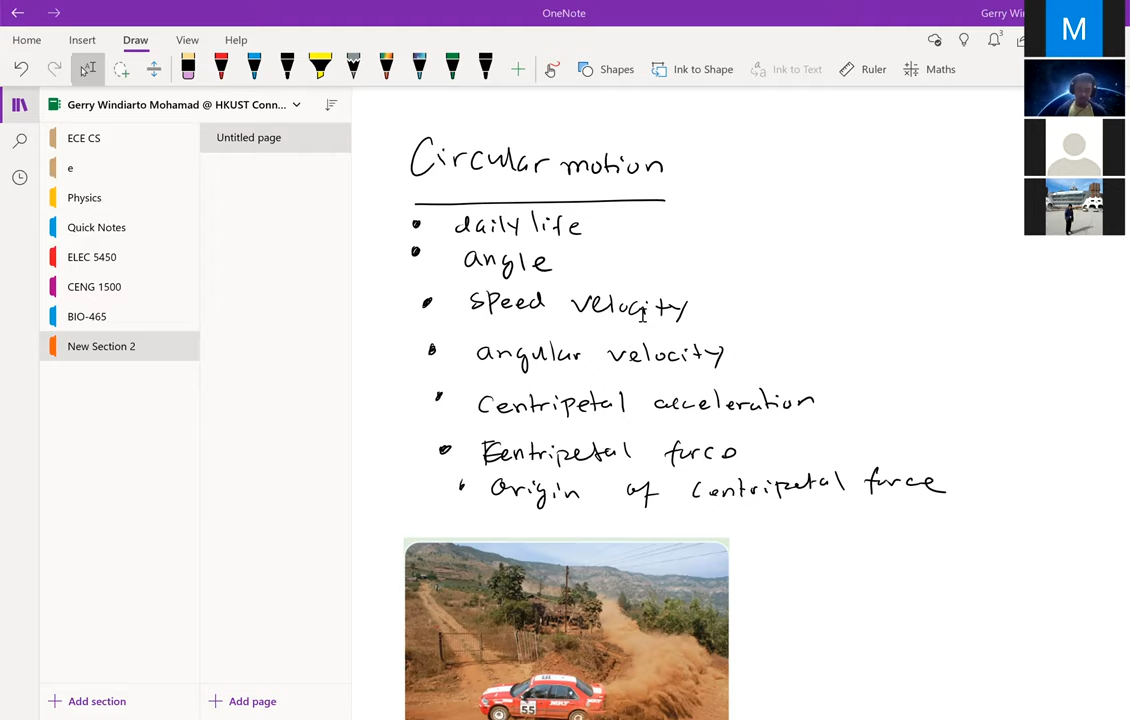 OneNote
Gerry Win
M
Home Insert Draw View Help
3
Shapes Ink to Shape Ink to Text Ruler Maths
Gerry Windiarto Mohamad @ HKUST Conn...
ECE CS
e
Physics
Quick Notes
ELEC 5450
CENG 1500
BIO-465
New Section 2
Add section
Untitled page
Add page
Circular motion
• daily life
• angle
• speed velocity
• angular velocity
• Centripetal acceleration
• Centripetal force
• Origin of Centripetal force
55